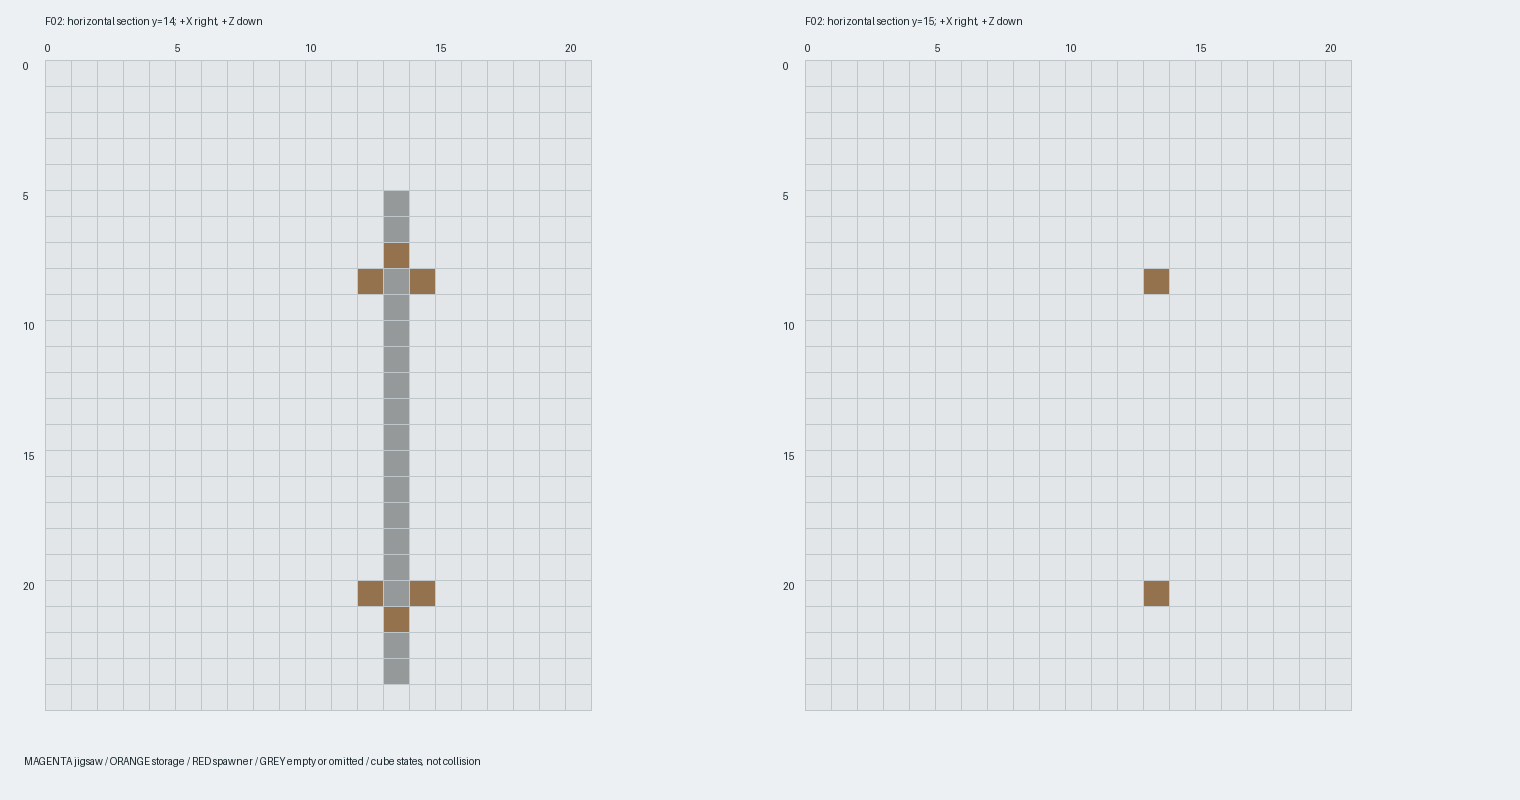 F02: horizontal section y=14; +X right, +Z down
F02: horizontal section y=15; +X right, +Z down
0 5 10 15 20
0 5 10 15 20
0
0
5
5
10
10
15
15
20
20
MAGENTA jigsaw / ORANGE storage / RED spawner / GREY empty or omitted / cube states, not collision